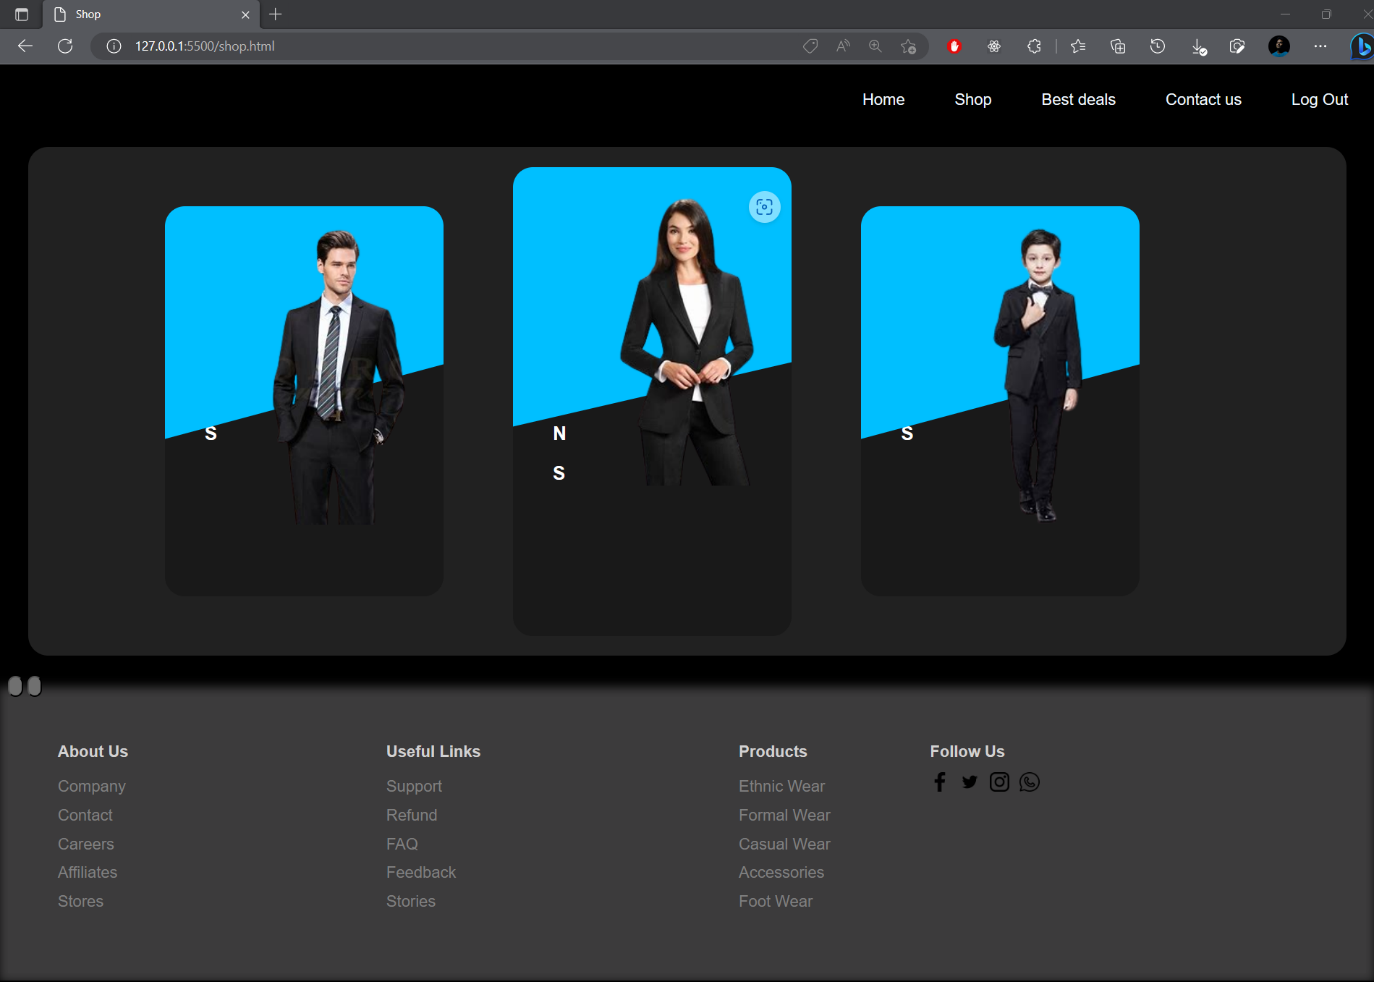 Shop
127.0.0.1:5500/shop.html
Home Shop Best deals Contact us Log Out
S
N
S
S
About Us
Company
Contact
Careers
Affiliates
Stores
Useful Links
Support
Refund
FAQ
Feedback
Stories
Products
Ethnic Wear
Formal Wear
Casual Wear
Accessories
Foot Wear
Follow Us